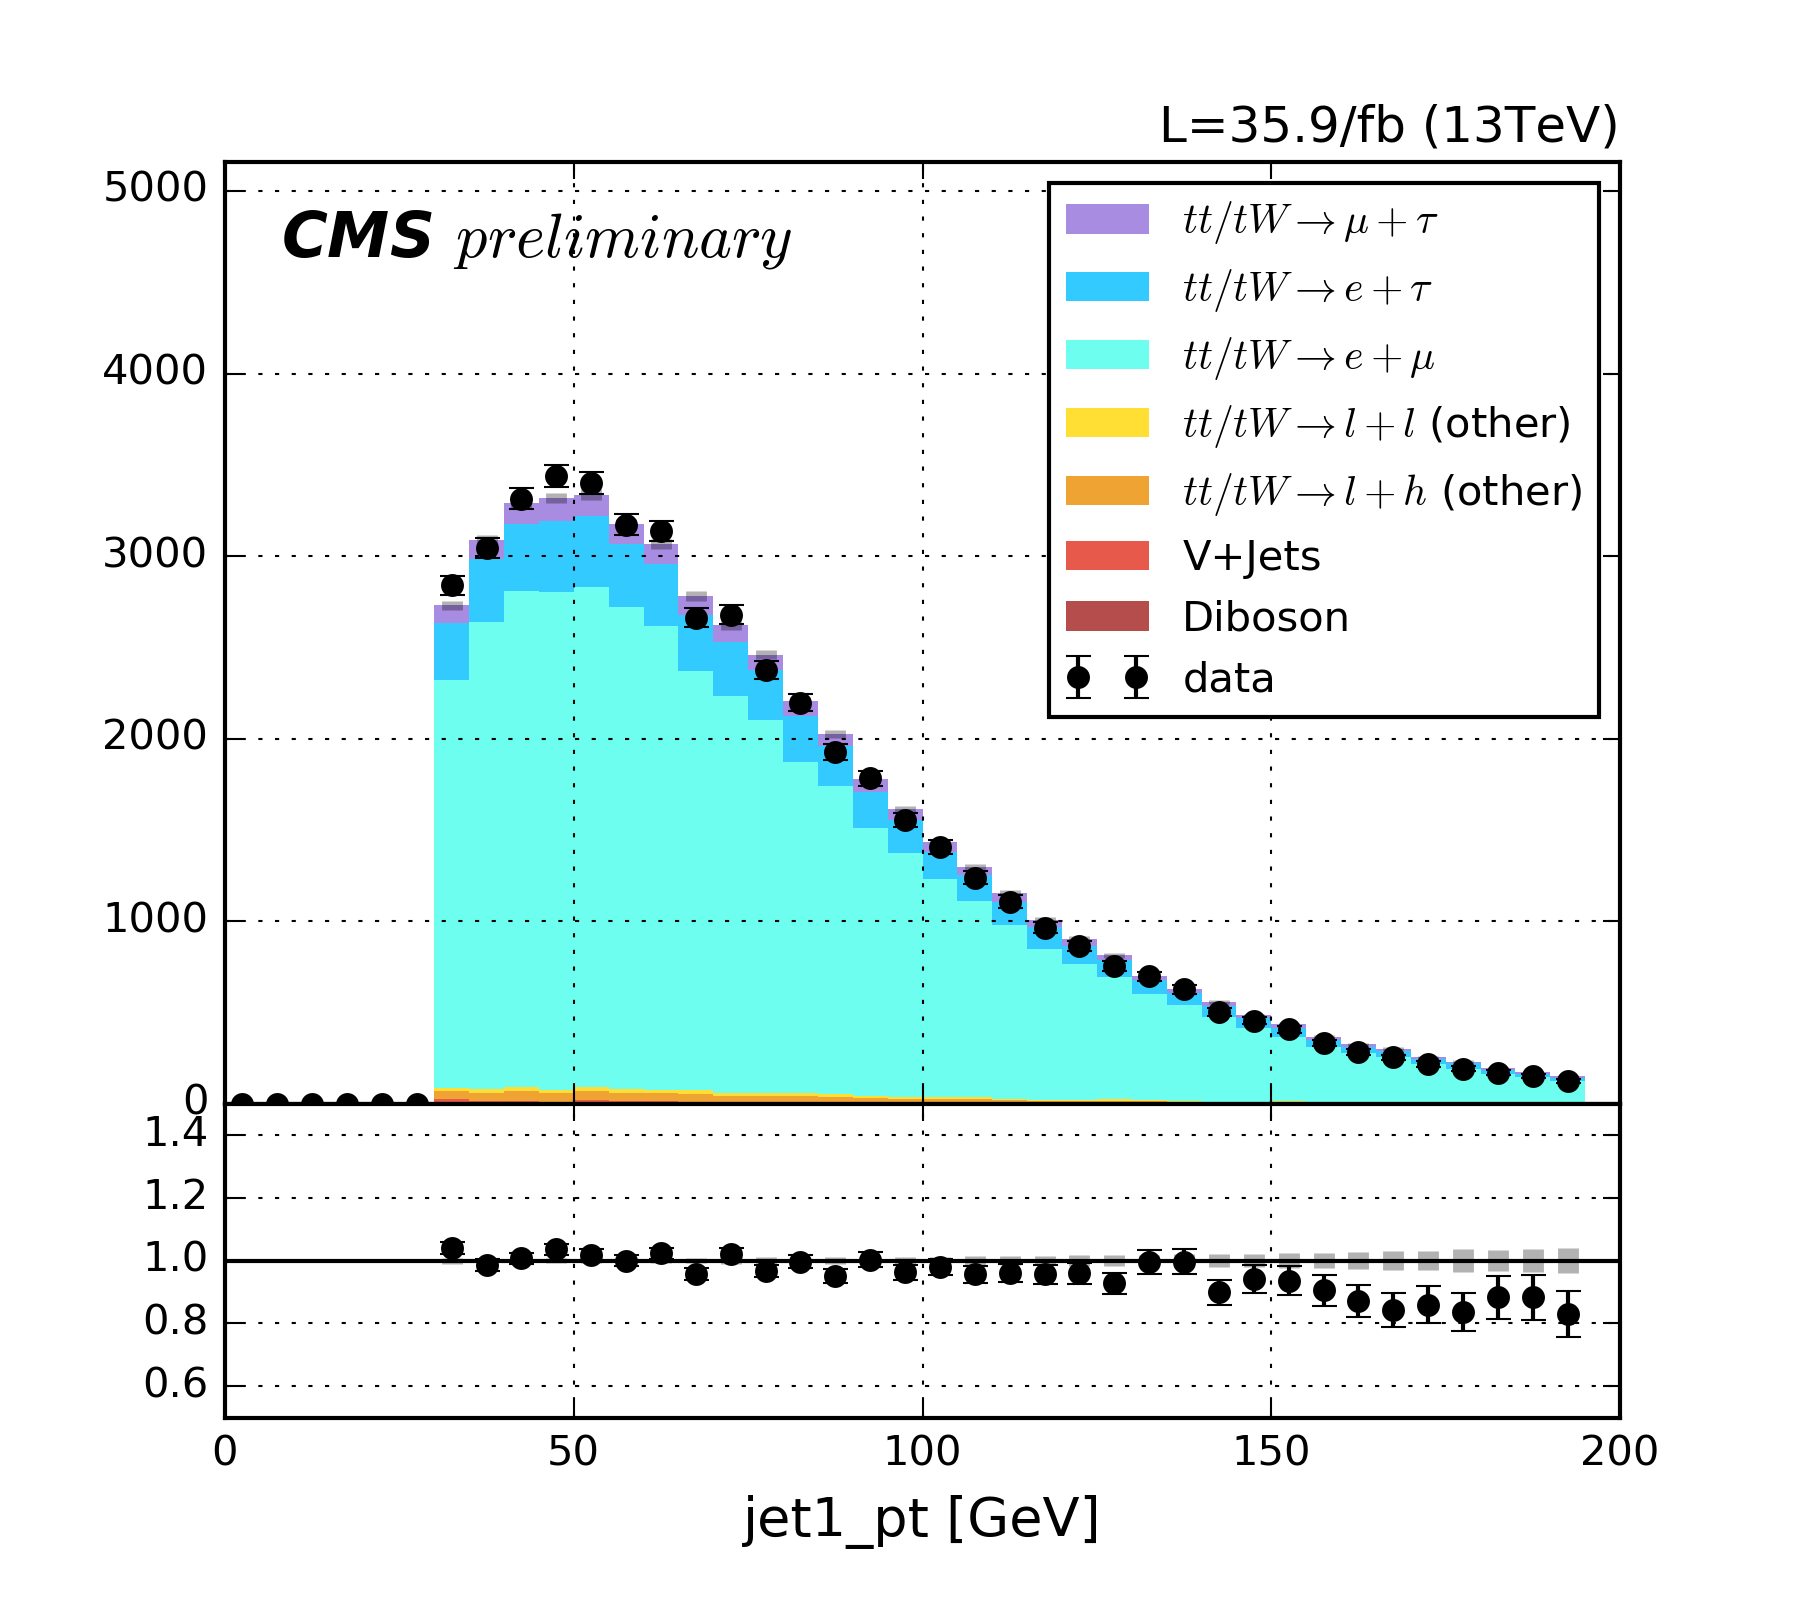 L=35.9/fb (13TeV)
CMS preliminary
5000
4000
3000
2000
1000
0
tt/tW → μ + τ
tt/tW → e + τ
tt/tW → e + μ
tt/tW → l + l (other)
tt/tW → l + h (other)
V+Jets
Diboson
data
1.4
1.2
1.0
0.8
0.6
0 50 100 150 200
jet1_pt [GeV]